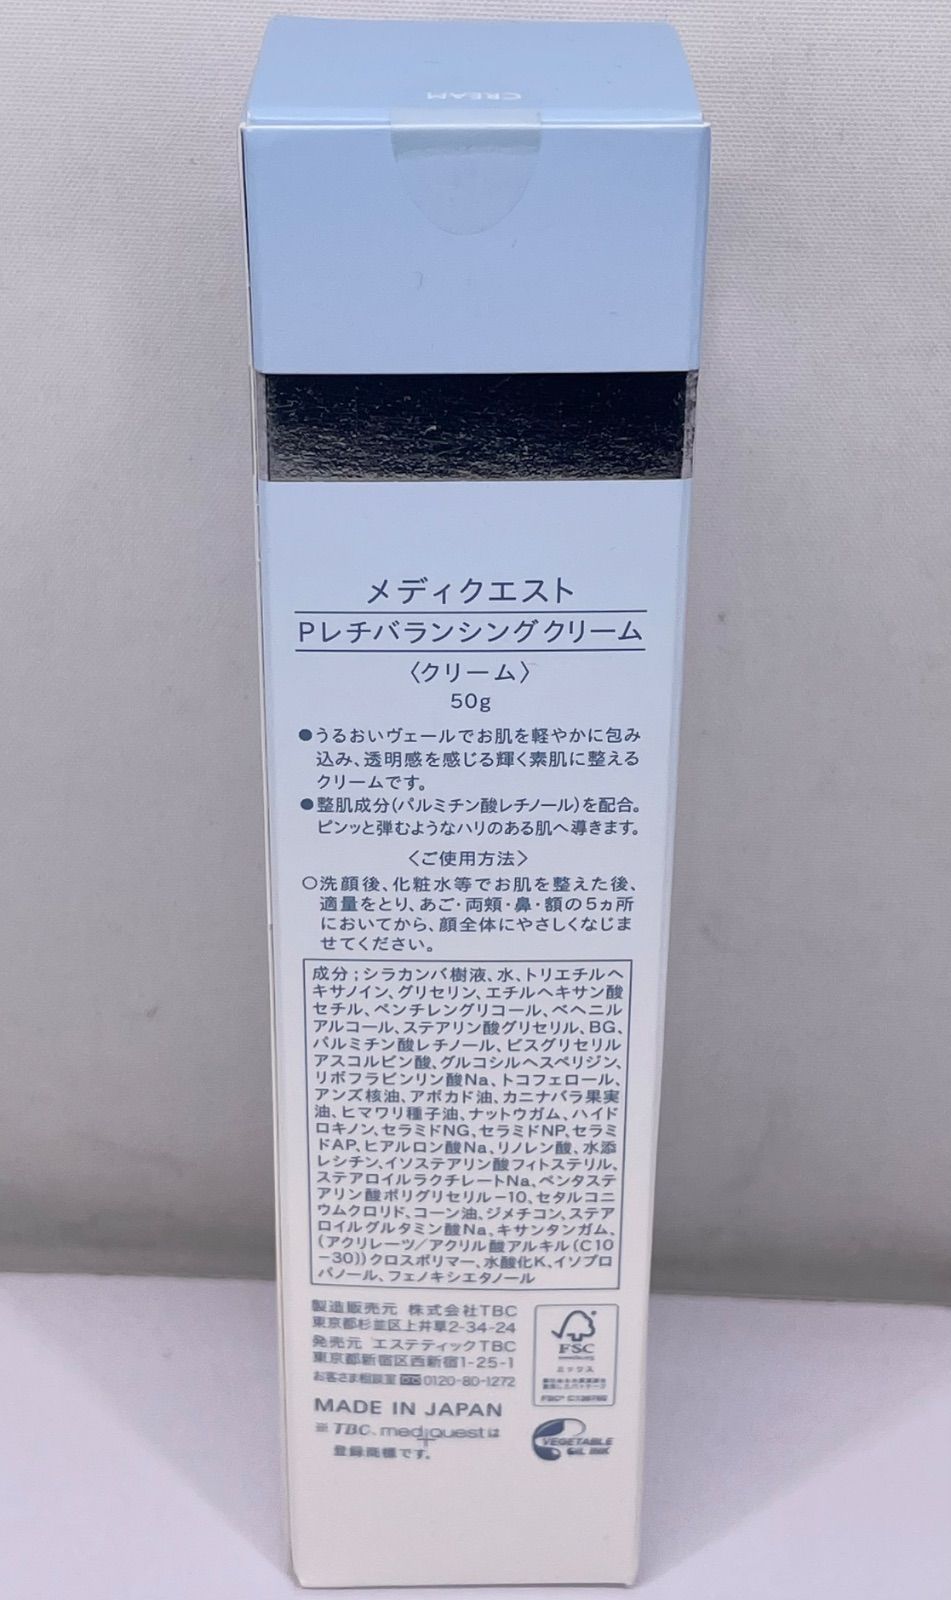 CREAM
メディクエスト
Pレチバランシングクリーム
〈クリーム〉
50g
●うるおいヴェールでお肌を軽やかに包み
込み、透明感を感じる輝く素肌に整える
クリームです。
●整肌成分(パルミチン酸レチノール)を配合。
ピンッと弾むようなハリのある肌へ導きます。
〈ご使用方法〉
○洗顔後、化粧水等でお肌を整えた後、
適量をとり、あご・両頬・鼻・額の5ヵ所
においてから、顔全体にやさしくなじま
せてください。
成分;シラカンバ樹液、水、トリエチルヘ
キサノイン、グリセリン、エチルヘキサン酸
セチル、ペンチレングリコール、ベヘニル
アルコール、ステアリン酸グリセリル、BG、
パルミチン酸レチノール、ビスグリセリル
アスコルビン酸、グルコシルヘスペリジン、
リボフラビンリン酸Na、トコフェロール、
アンズ核油、アボカド油、カニナバラ果実
油、ヒマワリ種子油、ナットウガム、ハイド
ロキノン、セラミドNG、セラミドNP、セラミ
ドAP、ヒアルロン酸Na、リノレン酸、水添
レシチン、イソステアリン酸フィトステリル、
ステアロイルラクチレートNa、ペンタステ
アリン酸ポリグリセリル-10、セタルコニ
ウムクロリド、コーン油、ジメチコン、ステア
ロイルグルタミン酸Na、キサンタンガム、
(アクリレーツ/アクリル酸アルキル(C10
-30))クロスポリマー、水酸化K、イソプロ
パノール、フェノキシエタノール
製造販売元 株式会社TBC
東京都杉並区上井草2-34-24
発売元 エステティックTBC
東京都新宿区西新宿1-25-1
お客さま相談室 0120-80-1272
MADE IN JAPAN
※TBC、mediquestは
登録商標です。
FSC
ミックス
VEGETABLE
OIL INK